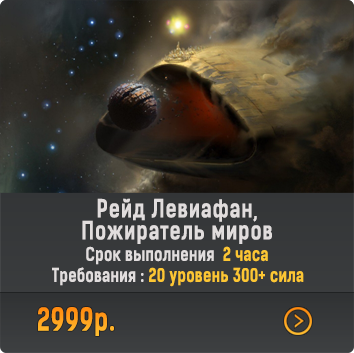 Рейд Левиафан,
Пожиратель миров
Срок выполнения 2 часа
Требования : 20 уровень 300+ сила
2999р.